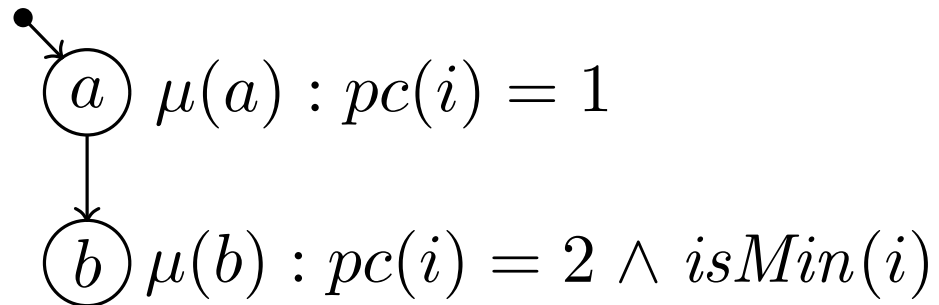 a μ(a) : pc(i) = 1
b μ(b) : pc(i) = 2 ∧ isMin(i)